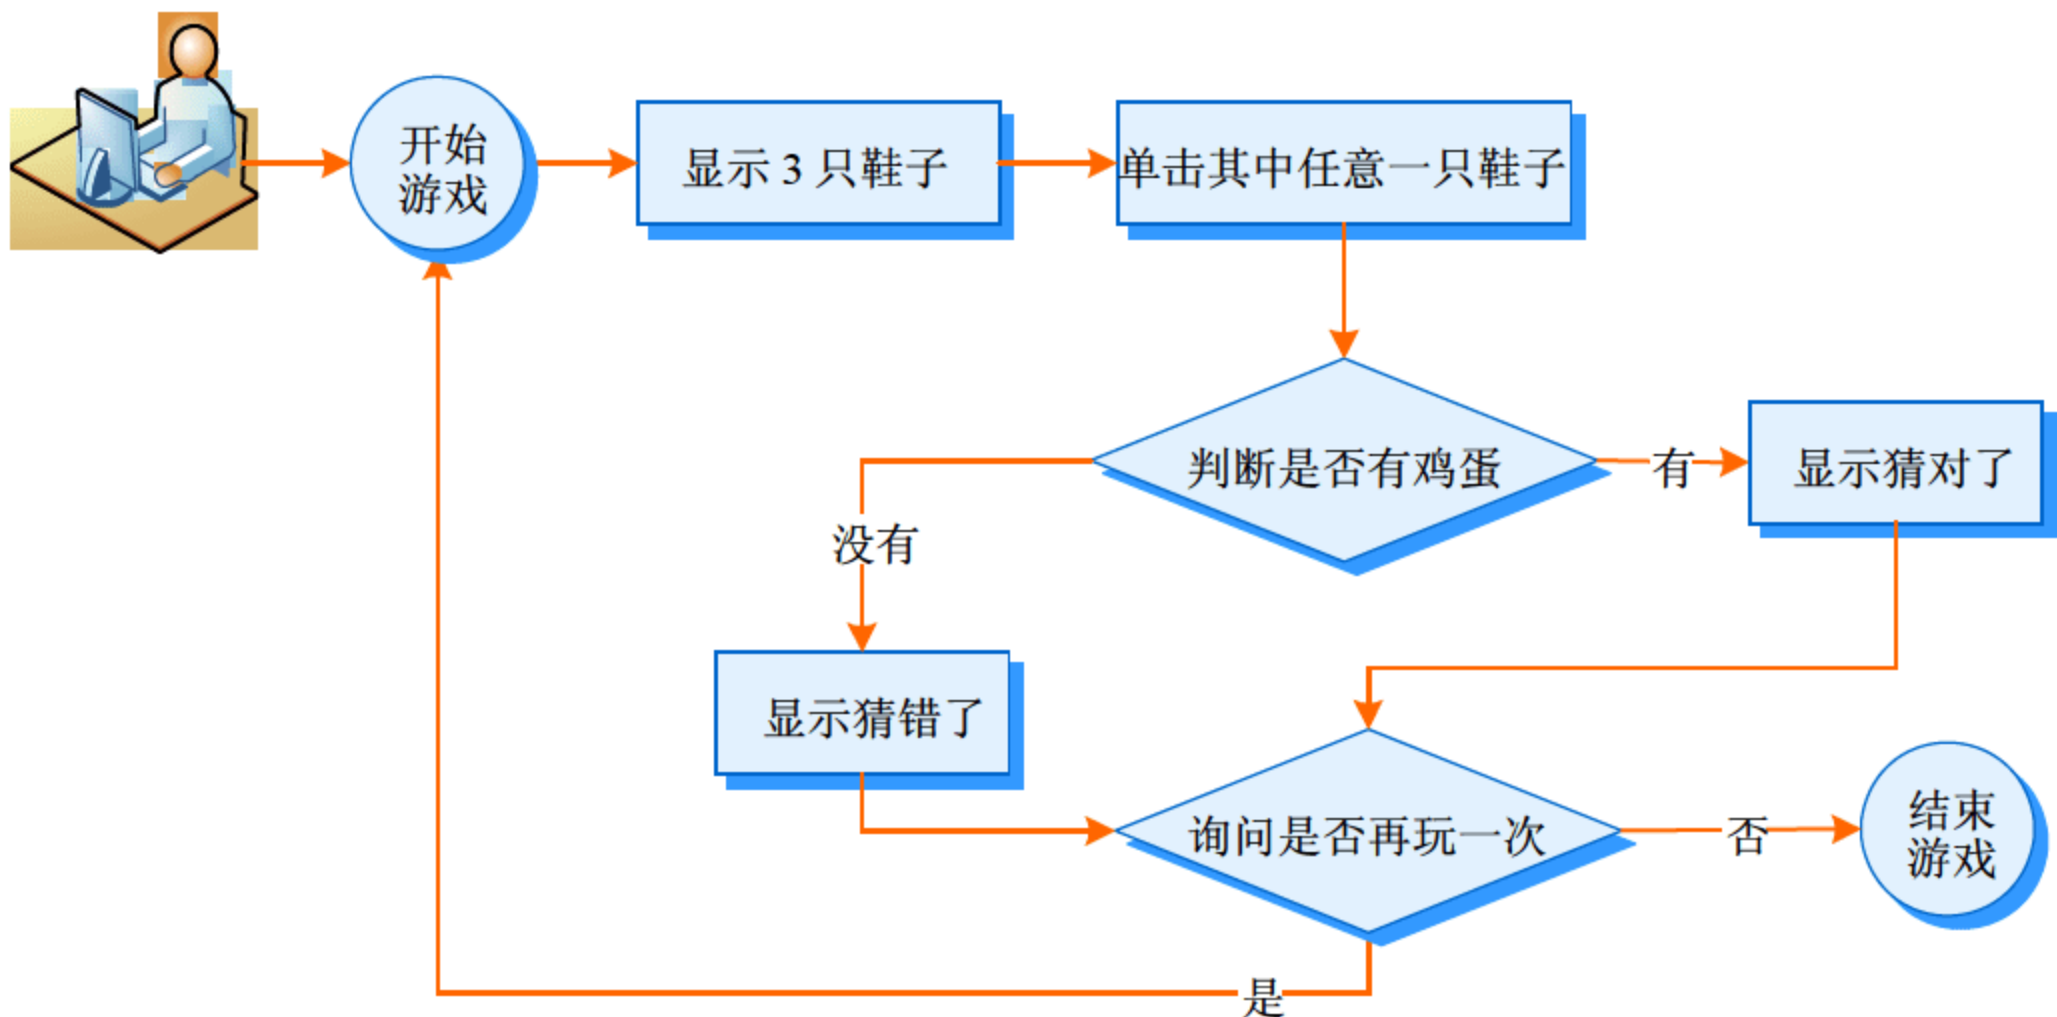 开始
游戏
显示 3 只鞋子
单击其中任意一只鞋子
判断是否有鸡蛋
有
显示猜对了
没有
显示猜错了
询问是否再玩一次
否
结束
游戏
是